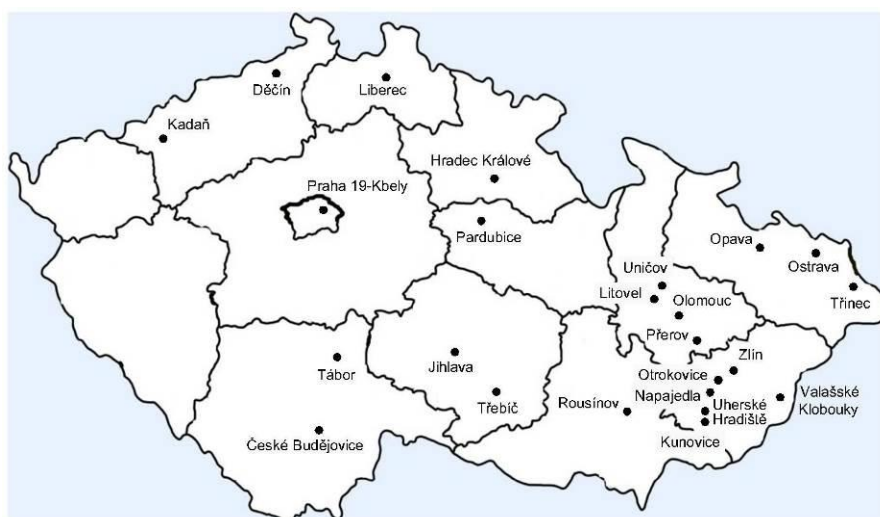 Děčín
Liberec
Kadaň
Hradec Králové
Praha 19-Kbely
Pardubice
Opava
Ostrava
Uničov
Litovel
Olomouc
Třinec
Přerov
Zlín
Tábor
Jihlava
Otrokovice
Napajedla
Valašské
Klobouky
Třebíč
Rousínov
Uherské
Hradiště
České Budějovice
Kunovice